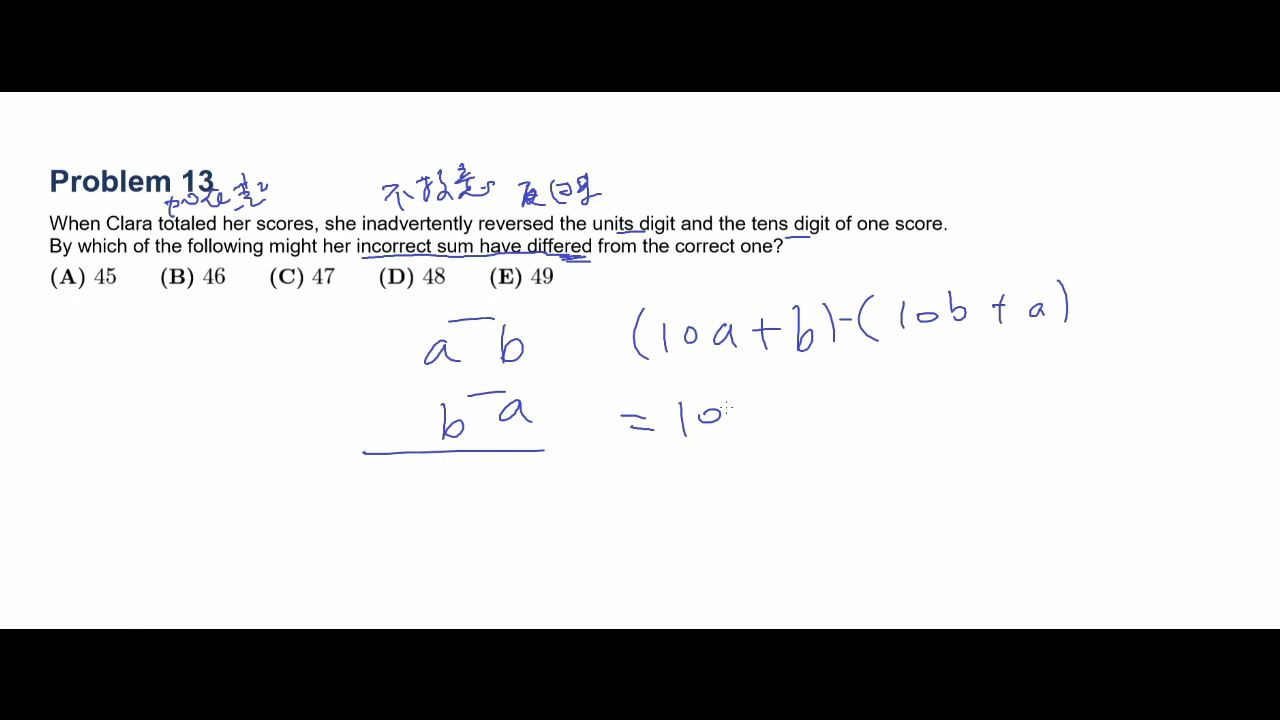 Problem 13
不
When Clara totaled her scores, she inadvertently reversed the units digit and the tens digit of one score.
By which of the following might her incorrect sum have differed from the correct one?
(A) 45 (B) 46 (C) 47 (D) 48 (E) 49
a b (10a+b)-(10b+a)
b a =10